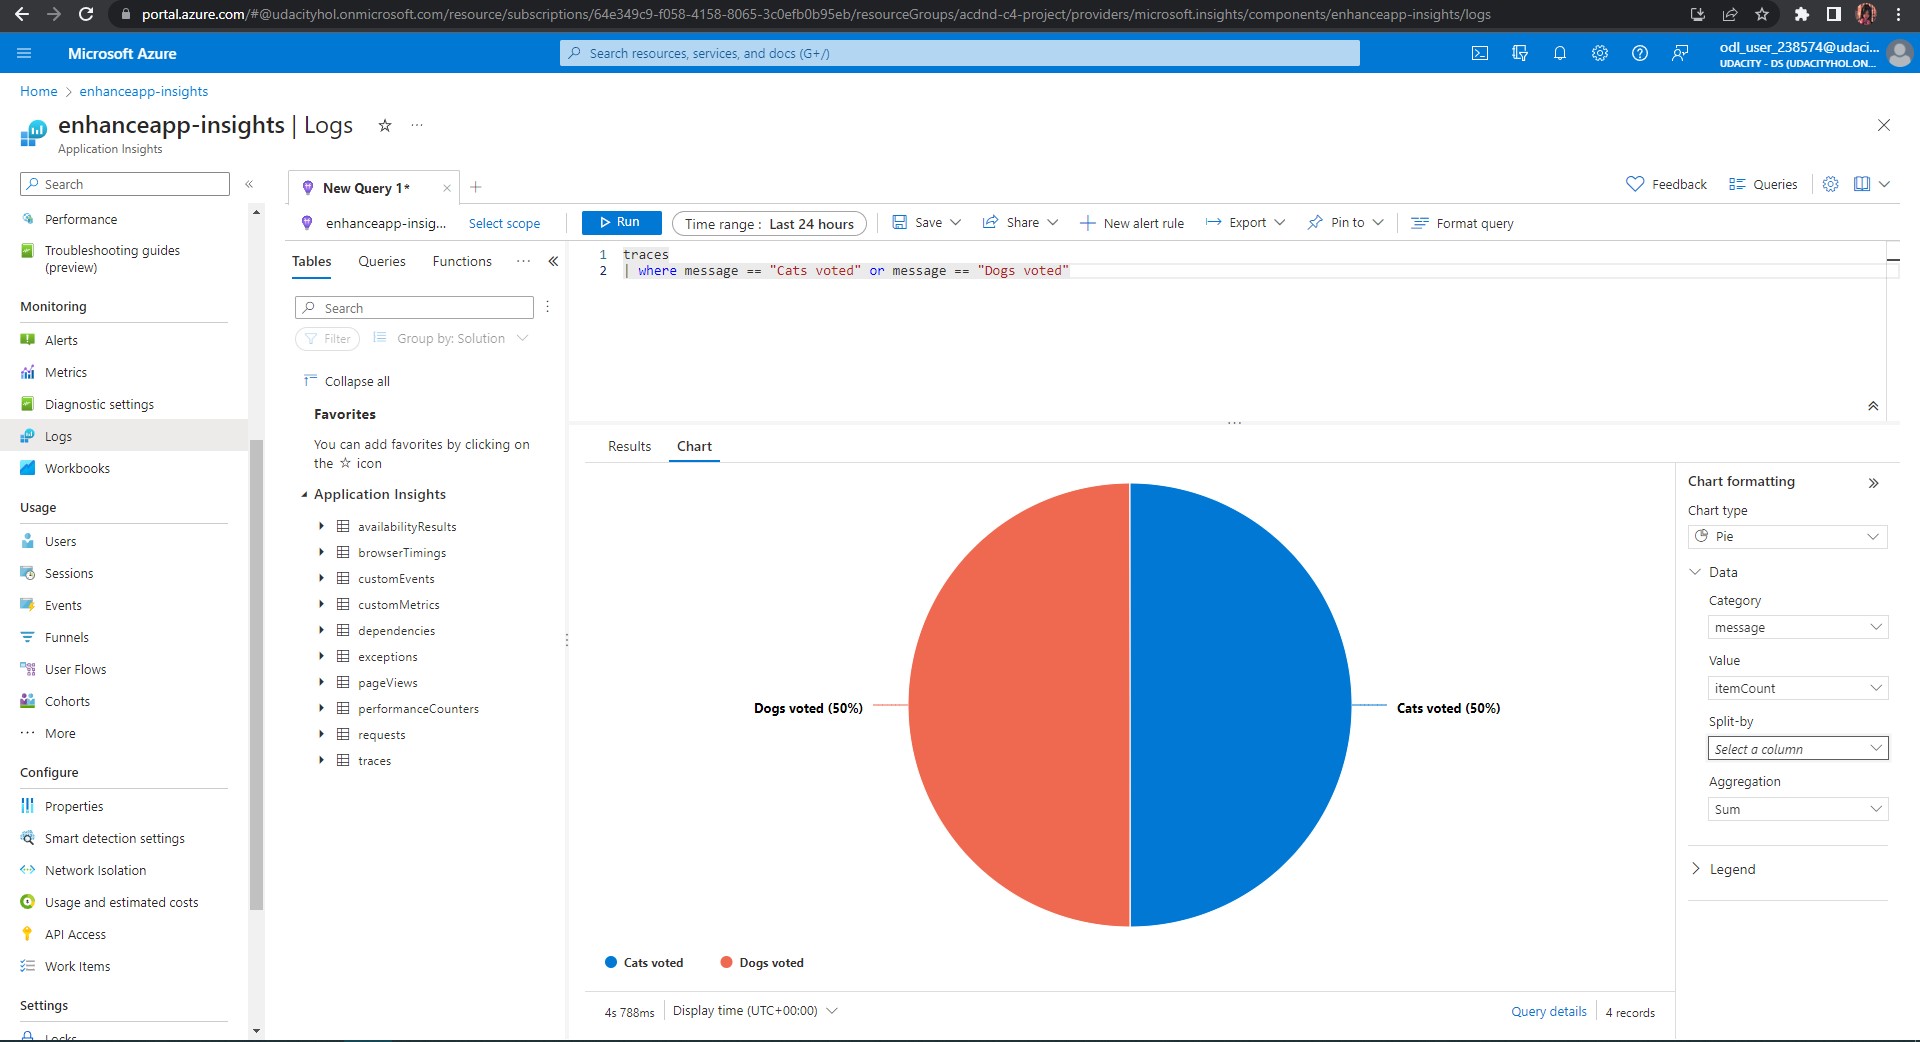 portal.azure.com/#@udacityhol.onmicrosoft.com/resource/subscriptions/64e349c9-f058-4158-8065-3c0efb0b95eb/resourceGroups/acdnd-c4-project/providers/microsoft.insights/components/enhanceapp-insights/logs
Microsoft Azure
Search resources, services, and docs (G+/)
odl_user_238574@udaci...
UDACITY - DS (UDACITYHOL.ON...
Home > enhanceapp-insights
enhanceapp-insights | Logs
Application Insights
Search
Performance
Troubleshooting guides
(preview)
Monitoring
Alerts
Metrics
Diagnostic settings
Logs
Workbooks
Usage
Users
Sessions
Events
Funnels
User Flows
Cohorts
More
Configure
Properties
Smart detection settings
Network Isolation
Usage and estimated costs
API Access
Work Items
Settings
Locks
New Query 1*
Feedback
Queries
enhanceapp-insig...
Select scope
Run
Time range : Last 24 hours
Save
Share
New alert rule
Export
Pin to
Format query
Tables
Queries
Functions
Search
Filter
Group by: Solution
Collapse all
Favorites
You can add favorites by clicking on
the ☆ icon
Application Insights
availabilityResults
browserTimings
customEvents
customMetrics
dependencies
exceptions
pageViews
performanceCounters
requests
traces
1 traces
2 | where message == "Cats voted" or message == "Dogs voted"
Results
Chart
Dogs voted (50%)
Cats voted (50%)
Cats voted
Dogs voted
4s 788ms
Display time (UTC+00:00)
Query details
4 records
Chart formatting
Chart type
Pie
Data
Category
message
Value
itemCount
Split-by
Select a column
Aggregation
Sum
Legend